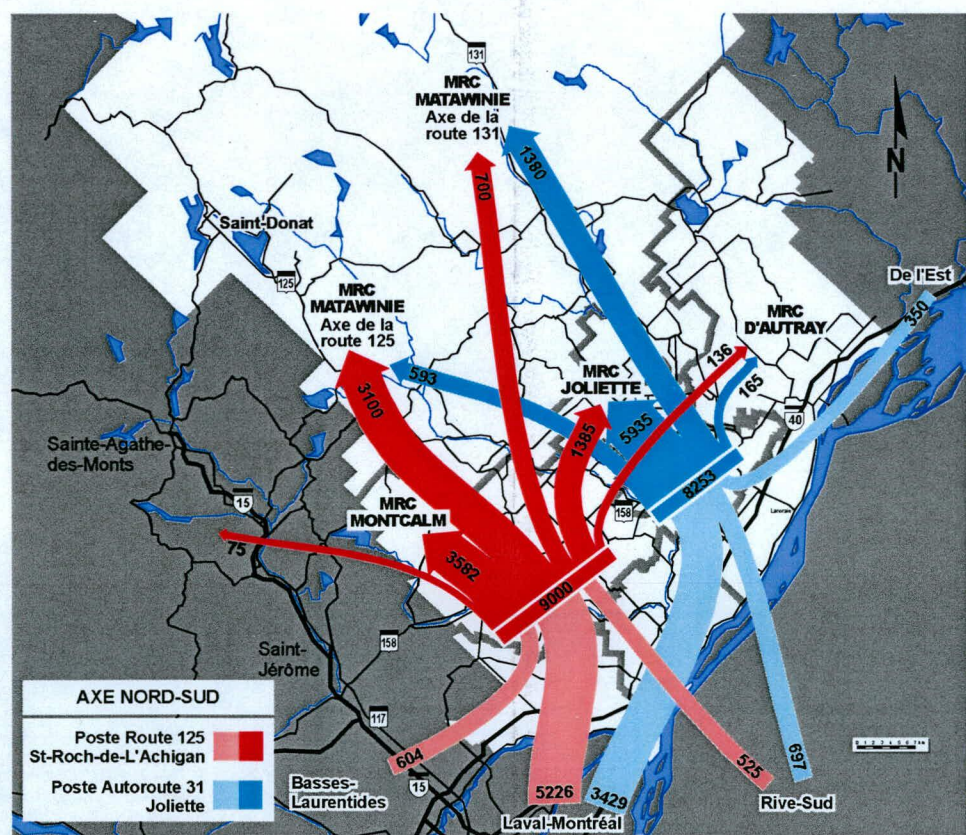 131
MRC
MATAWINIE
Axe de la
route 131
N
1380
700
Saint-Donat
125
De l'Est
350
MRC
MATAWINIE
Axe de la
route 125
MRC
D'AUTRAY
136
165
593
MRC
JOLIETTE
3100
40
5935
1385
Sainte-Agathe-
des-Monts
8253
15
MRC
MONTCALM
158
Lanoraie
75
3582
9000
158
Saint-
Jérôme
AXE NORD-SUD
Poste Route 125
St-Roch-de-L'Achigan
Poste Autoroute 31
Joliette
117
604
Basses-
Laurentides
15
5226
3429
525
697
Laval-Montréal
Rive-Sud